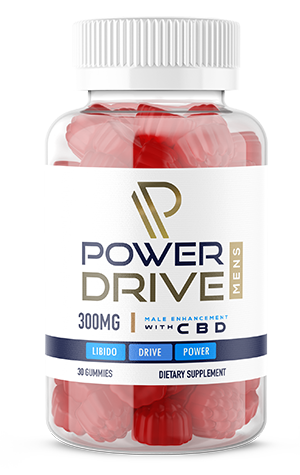 POWER
DRIVE
MENS
300MG
MALE ENHANCEMENT
WITH CBD
LIBIDO DRIVE POWER
30 GUMMIES DIETARY SUPPLEMENT